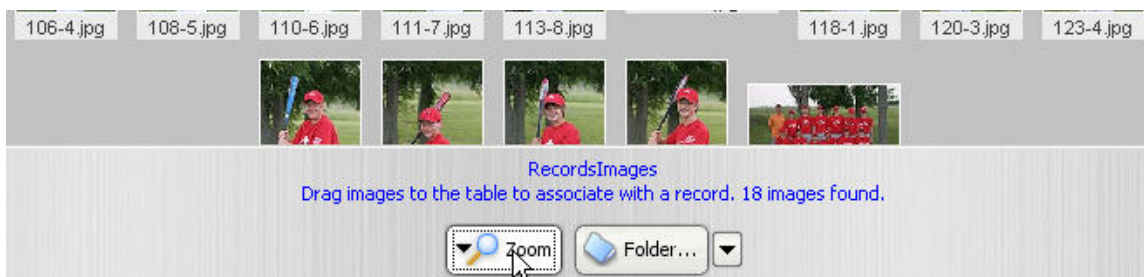 106-4.jpg 108-5.jpg 110-6.jpg 111-7.jpg 113-8.jpg 118-1.jpg 120-3.jpg 123-4.jpg
RecordsImages
Drag images to the table to associate with a record. 18 images found.
Zoom Folder...